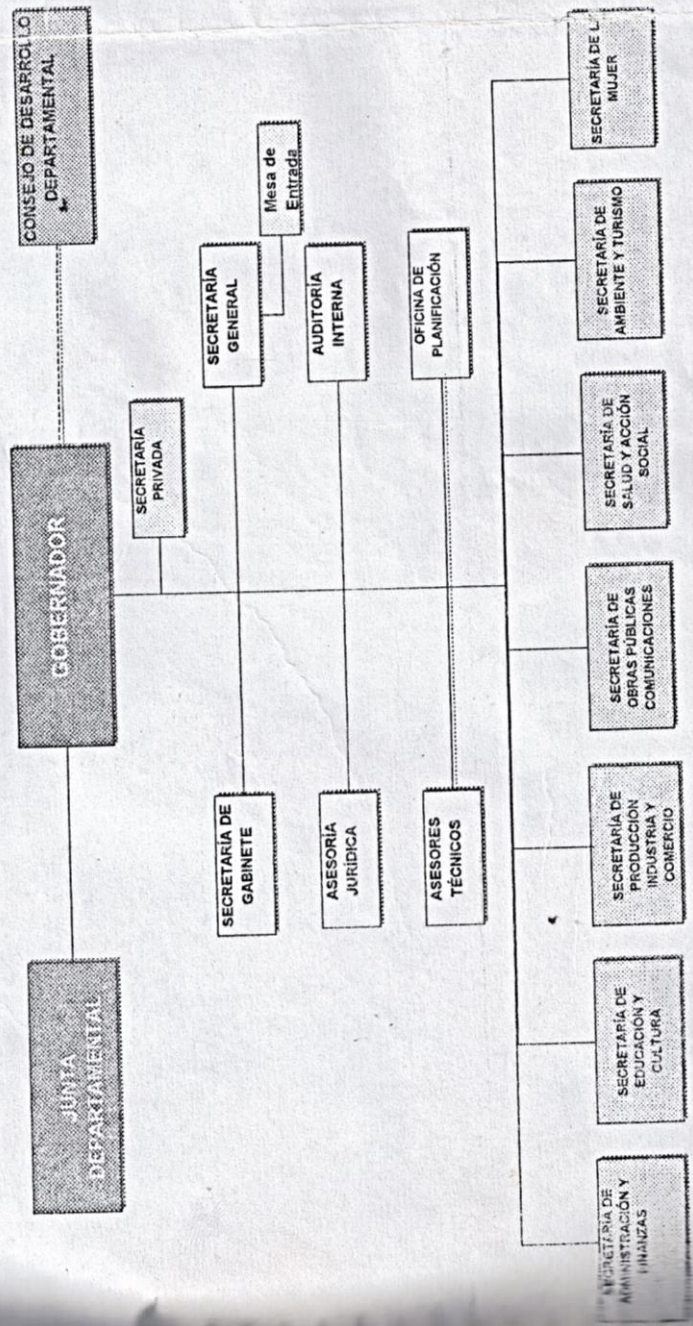 JUNTA
DEPARTAMENTAL
GOBERNADOR
CONSEJO DE DESARROLLO
DEPARTAMENTAL
SECRETARÍA
PRIVADA
SECRETARÍA DE
GABINETE
SECRETARÍA
GENERAL
Mesa de
Entrada
ASESORÍA
JURÍDICA
AUDITORÍA
INTERNA
ASESORES
TÉCNICOS
OFICINA DE
PLANIFICACIÓN
SECRETARÍA DE
ADMINISTRACIÓN Y
FINANZAS
SECRETARÍA DE
EDUCACIÓN Y
CULTURA
SECRETARÍA DE
PRODUCCIÓN
INDUSTRIA Y
COMERCIO
SECRETARÍA DE
OBRAS PÚBLICAS
COMUNICACIONES
SECRETARÍA DE
SALUD Y ACCIÓN
SOCIAL
SECRETARÍA DE
AMBIENTE Y TURISMO
SECRETARÍA DE L
MUJER